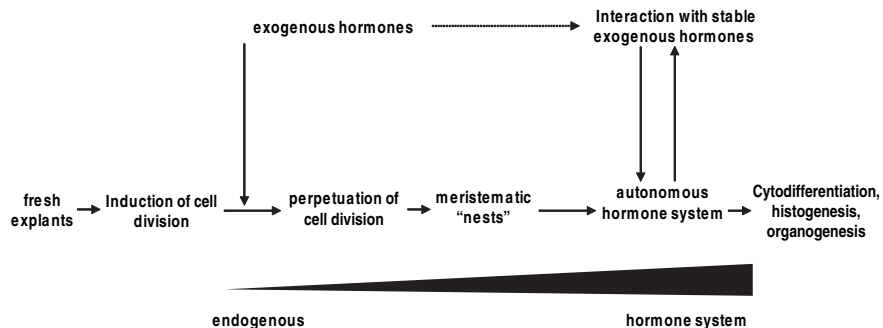 exogenous hormones
Interaction with stable
exogenous hormones
fresh
explants
Induction of cell
division
perpetuation of
cell division
meristematic
“nests”
autonomous
hormone system
Cytodifferentiation,
histogenesis,
organogenesis
endogenous
hormone system